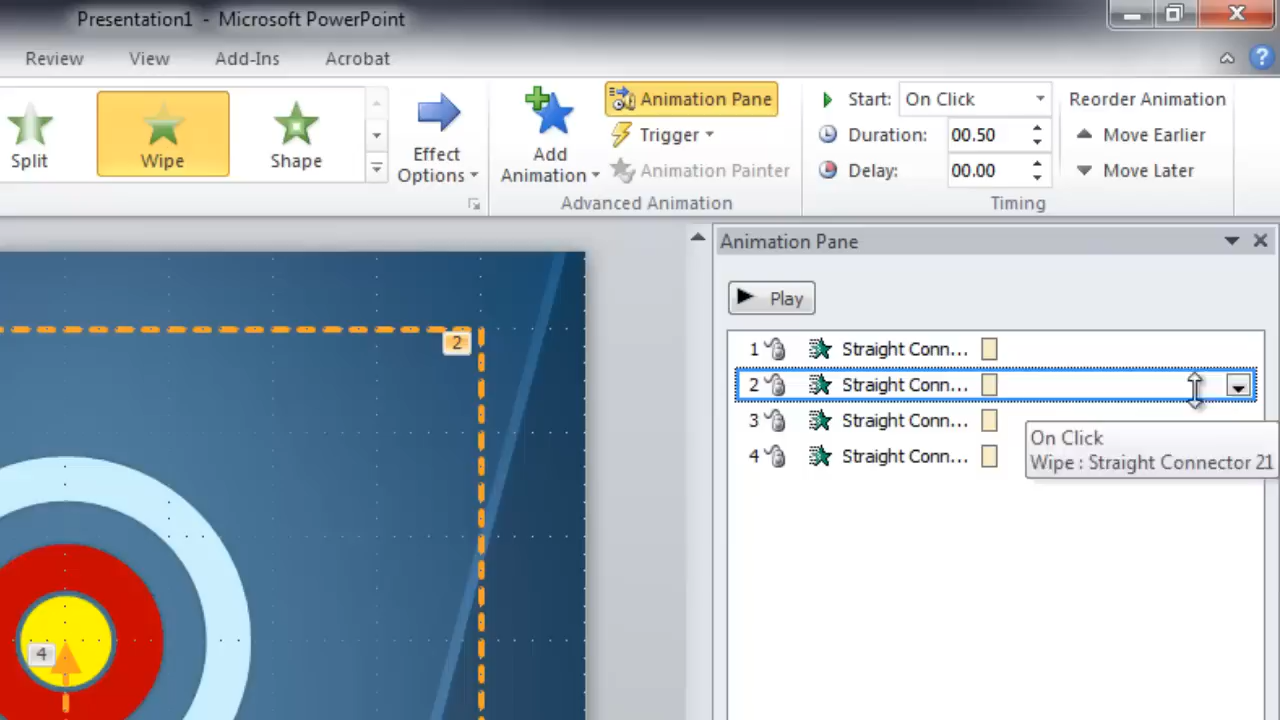 Presentation1 - Microsoft PowerPoint
Review View Add-Ins Acrobat
Split Wipe Shape
Effect Options
Add Animation
Animation Pane
Trigger
Animation Painter
Advanced Animation
Start: On Click
Duration: 00.50
Delay: 00.00
Timing
Reorder Animation
Move Earlier
Move Later
?
Animation Pane
Play
1 Straight Conn...
2 Straight Conn...
3 Straight Conn...
4 Straight Conn...
On Click
Wipe : Straight Connector 21
2
4